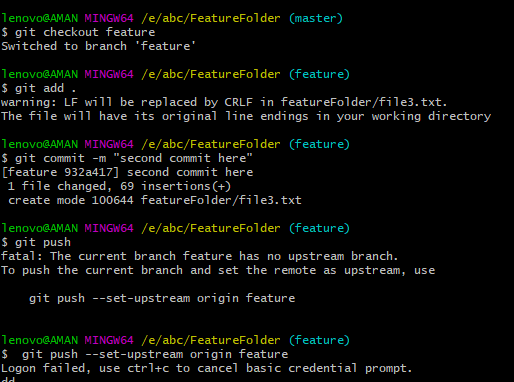 lenovo@AMAN MINGW64 /e/abc/FeatureFolder (master)
$ git checkout feature
Switched to branch 'feature'
lenovo@AMAN MINGW64 /e/abc/FeatureFolder (feature)
$ git add .
warning: LF will be replaced by CRLF in featureFolder/file3.txt.
The file will have its original line endings in your working directory
lenovo@AMAN MINGW64 /e/abc/FeatureFolder (feature)
$ git commit -m "second commit here"
[feature 932a417] second commit here
1 file changed, 69 insertions(+)
create mode 100644 featureFolder/file3.txt
lenovo@AMAN MINGW64 /e/abc/FeatureFolder (feature)
$ git push
fatal: The current branch feature has no upstream branch.
To push the current branch and set the remote as upstream, use
git push --set-upstream origin feature
lenovo@AMAN MINGW64 /e/abc/FeatureFolder (feature)
$  git push --set-upstream origin feature
Logon failed, use ctrl+c to cancel basic credential prompt.
dd